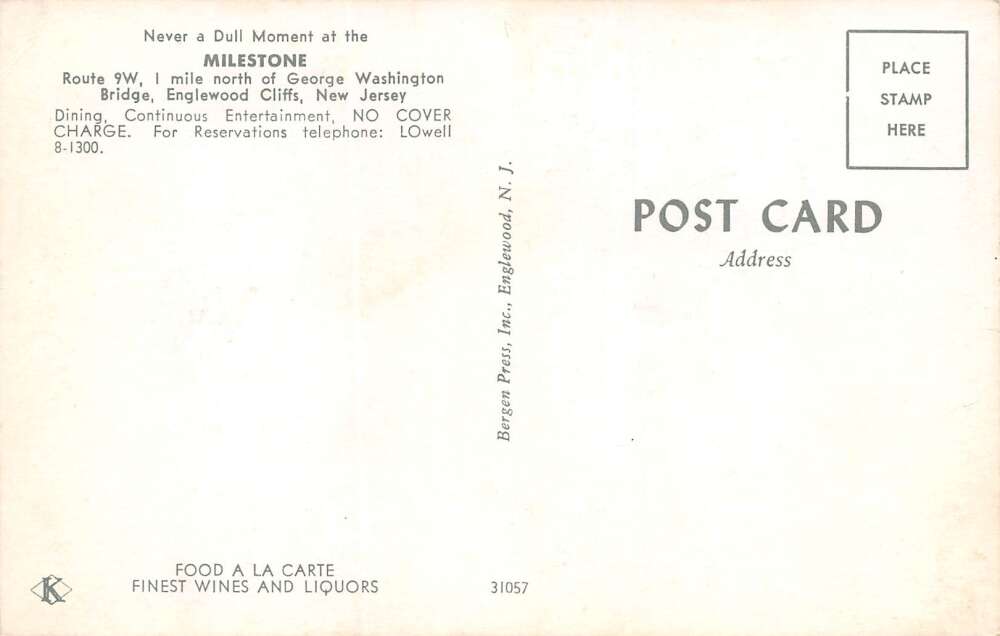 Never a Dull Moment at the
MILESTONE
Route 9W, 1 mile north of George Washington
Bridge, Englewood Cliffs, New Jersey
Dining, Continuous Entertainment, NO COVER
CHARGE. For Reservations telephone: LOwell
8-1300.
FOOD A LA CARTE
FINEST WINES AND LIQUORS
K
31057
Bergen Press, Inc., Englewood, N. J.
PLACE
STAMP
HERE
POST CARD
Address